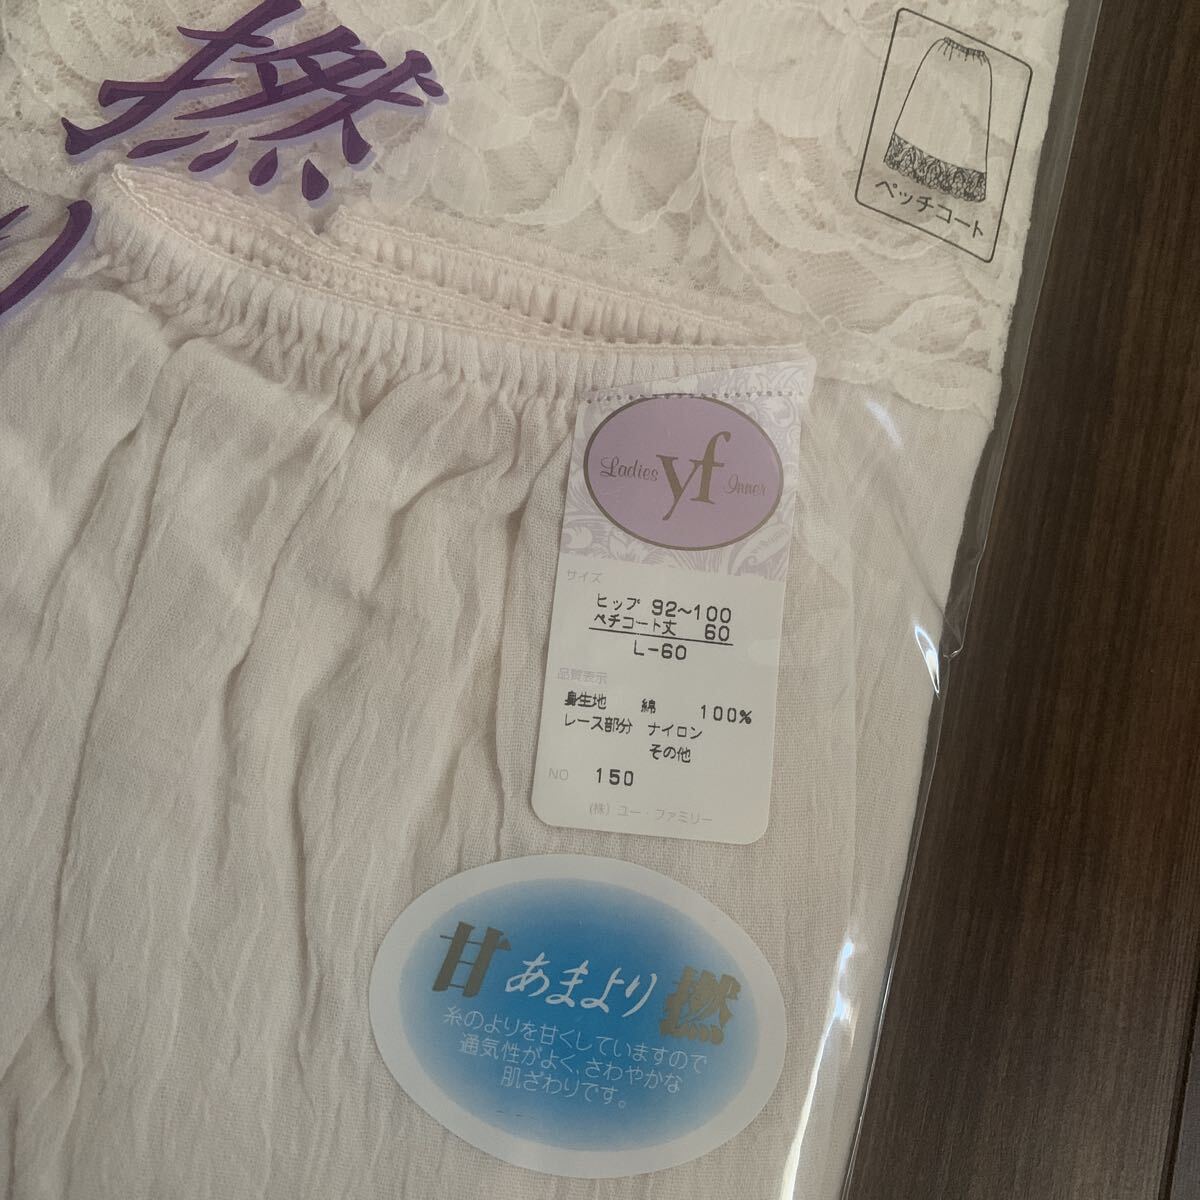 撚
り
ペッチコート
Ladies yf Inner
サイズ
ヒップ 92～100
ペチコート丈 60
L-60
品質表示
身生地 綿 100%
レース部分 ナイロン
その他
NO 150
(株) ユー・ファミリー
甘 あまより 撚
糸のよりを甘くしていますので
通気性がよく、さわやかな
肌ざわりです。